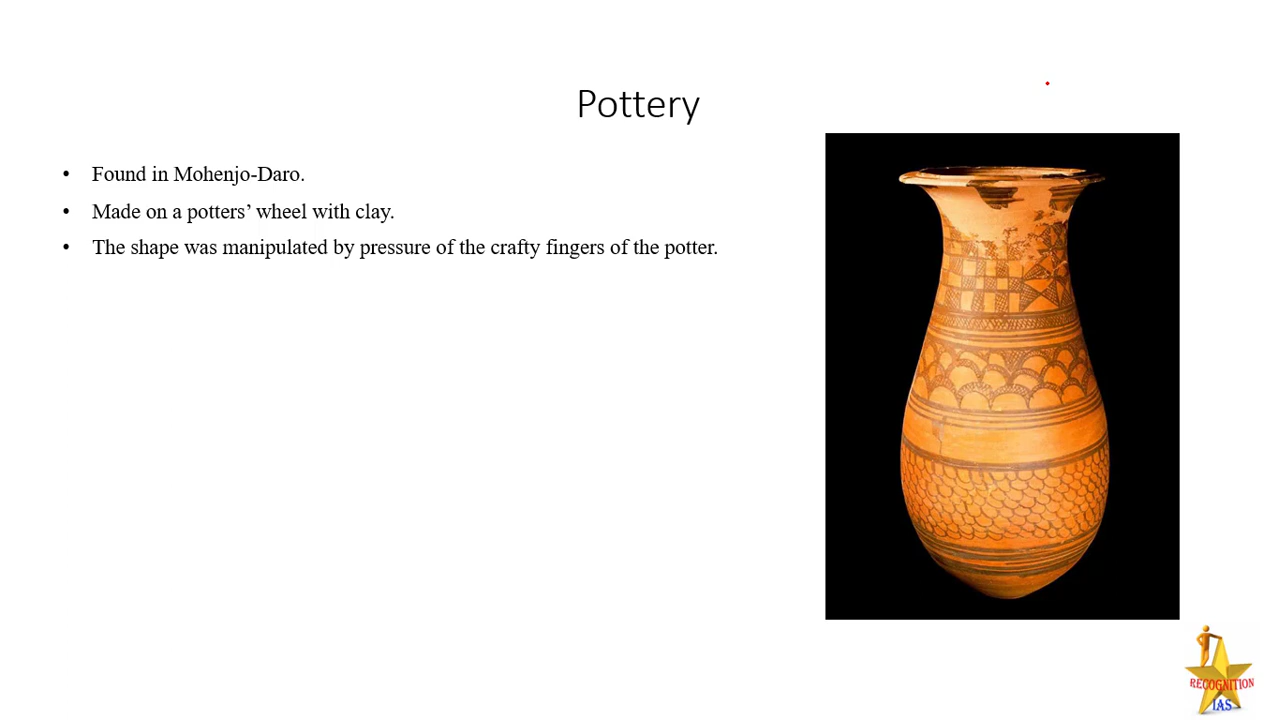 Pottery
• Found in Mohenjo-Daro.
• Made on a potters’ wheel with clay.
• The shape was manipulated by pressure of the crafty fingers of the potter.
RECOGNITION
IAS